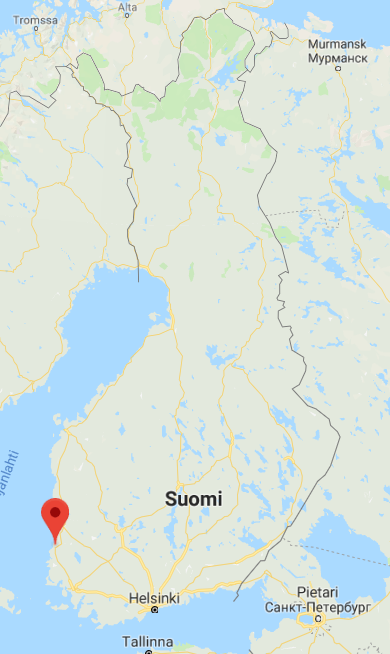 Tromssa
Alta
Murmansk
Мурманск
Suomi
Helsinki
Pietari
Санкт-Петербург
Tallinna